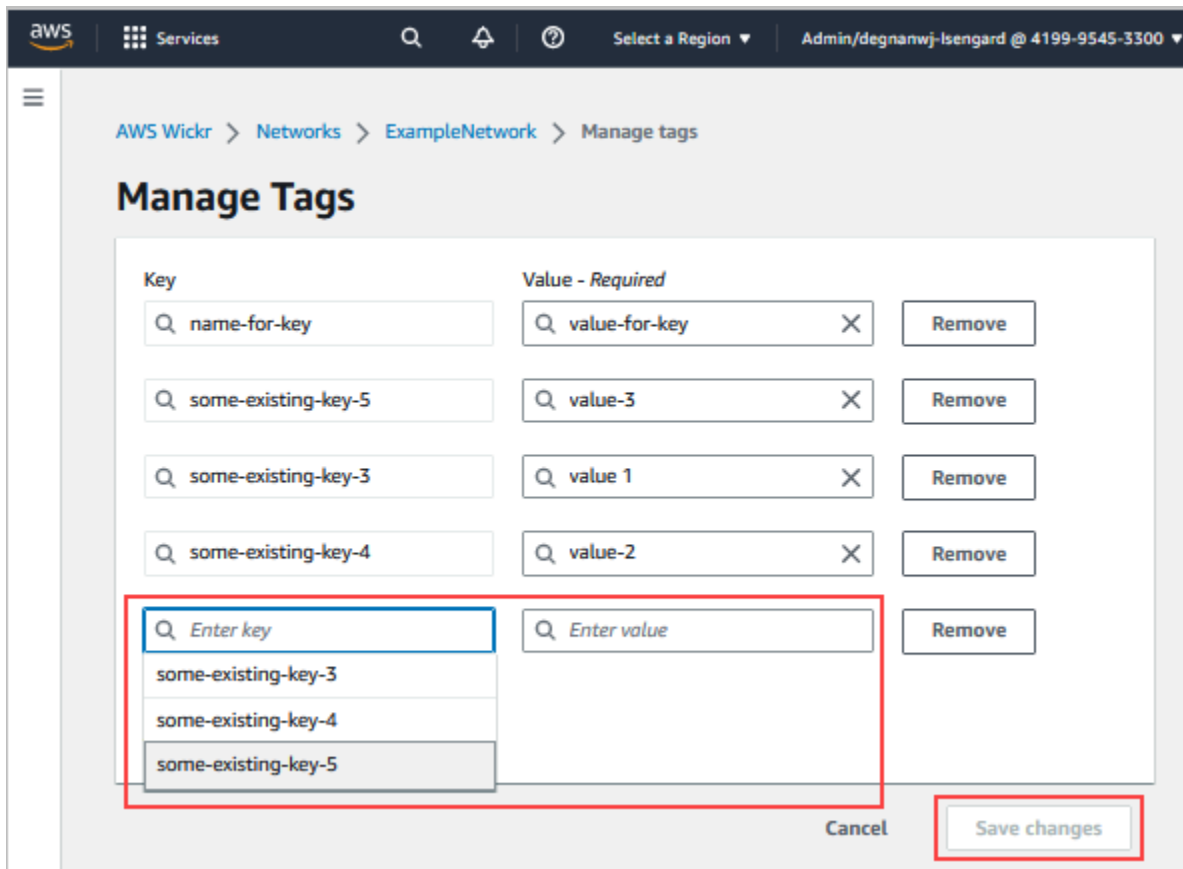 aws Services Select a Region ▼ Admin/degnanwj-Isengard @ 4199-9545-3300 ▼
AWS Wickr > Networks > ExampleNetwork > Manage tags
Manage Tags
Key Value - Required
name-for-key value-for-key Remove
some-existing-key-5 value-3 Remove
some-existing-key-3 value 1 Remove
some-existing-key-4 value-2 Remove
Enter key Enter value Remove
some-existing-key-3
some-existing-key-4
some-existing-key-5
Cancel Save changes